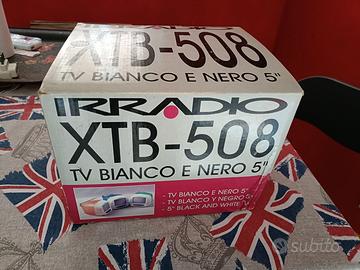 XTB-508
TV BIANCO E NERO 5"
IRRADIO
XTB-508
TV BIANCO E NERO 5"
- TV BIANCO E NERO 5"
- TV BLANCO Y NEGRO 5"
- 5" BLACK AND WHITE TV
subito